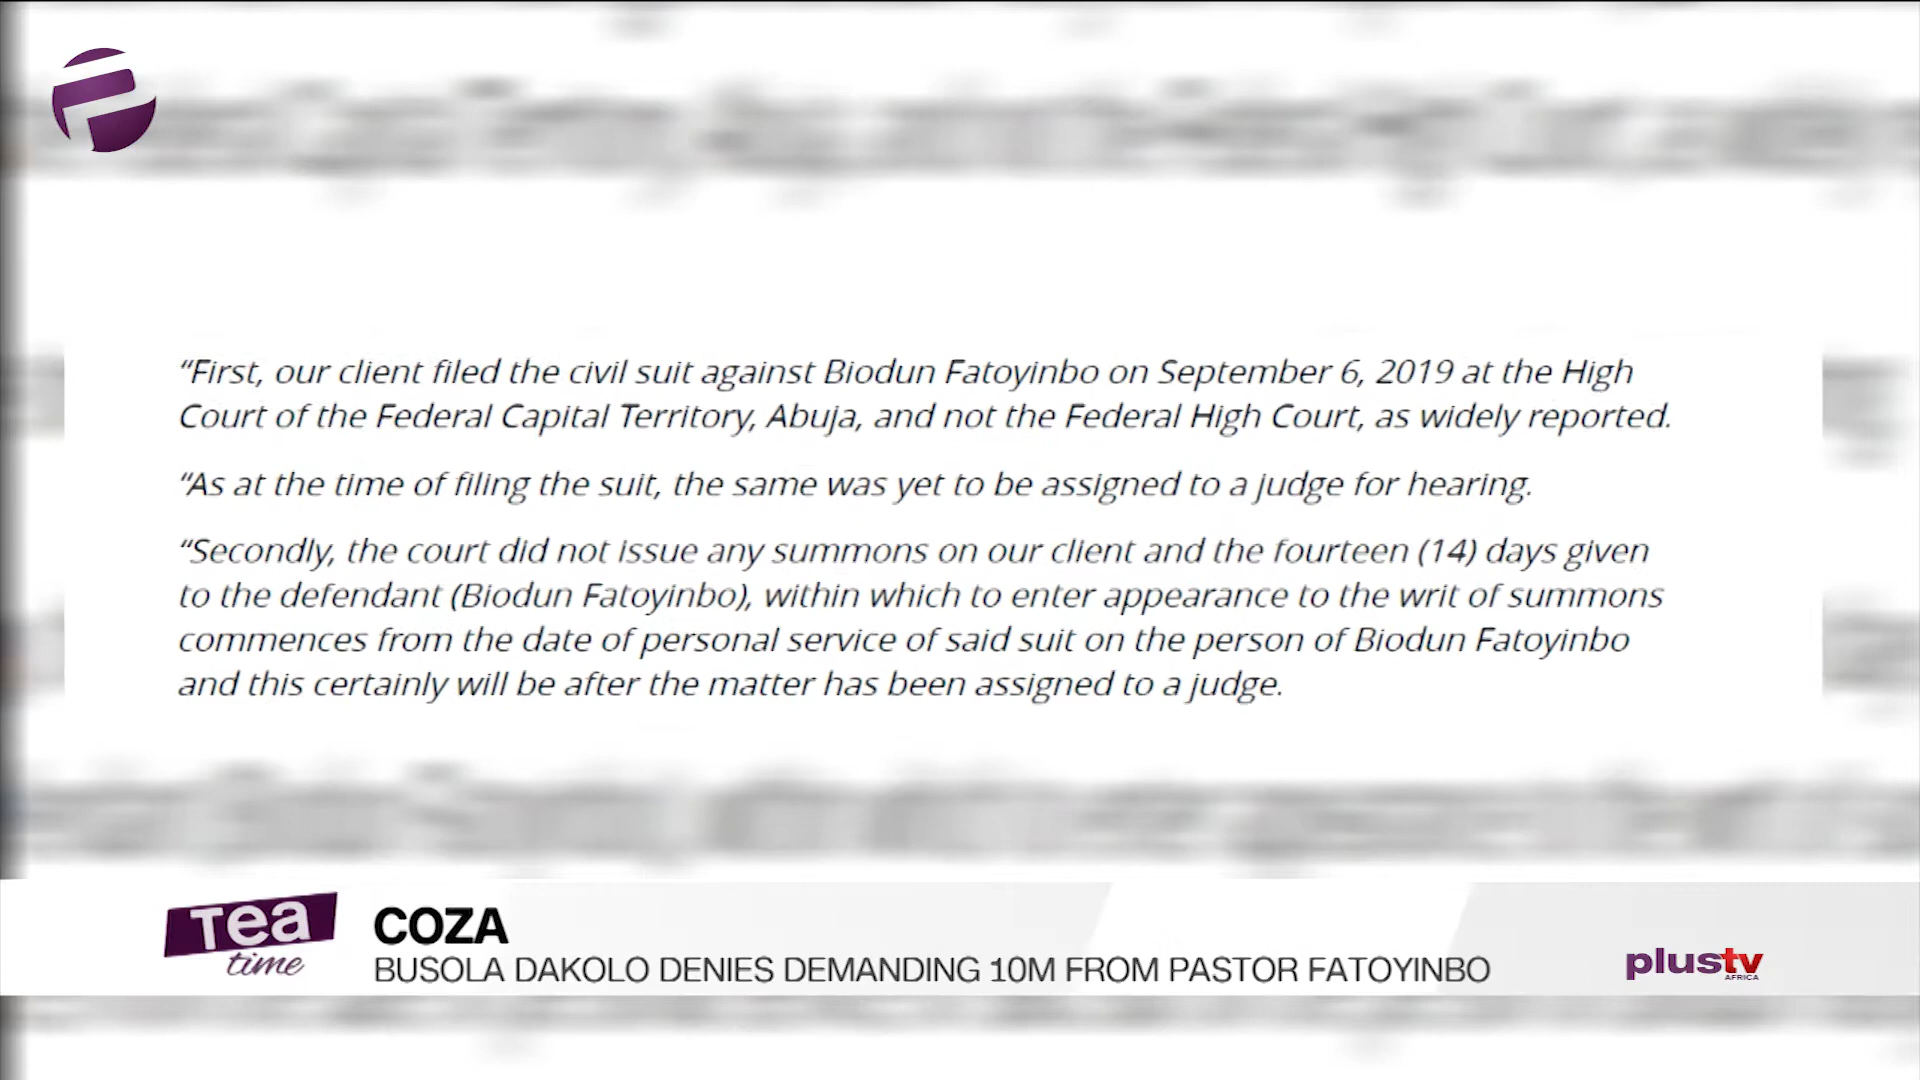 “First, our client filed the civil suit against Biodun Fatoyinbo on September 6, 2019 at the High
Court of the Federal Capital Territory, Abuja, and not the Federal High Court, as widely reported.
“As at the time of filing the suit, the same was yet to be assigned to a judge for hearing.
“Secondly, the court did not issue any summons on our client and the fourteen (14) days given
to the defendant (Biodun Fatoyinbo), within which to enter appearance to the writ of summons
commences from the date of personal service of said suit on the person of Biodun Fatoyinbo
and this certainly will be after the matter has been assigned to a judge.
Tea
time
COZA
BUSOLA DAKOLO DENIES DEMANDING 10M FROM PASTOR FATOYINBO
plustv
AFRICA